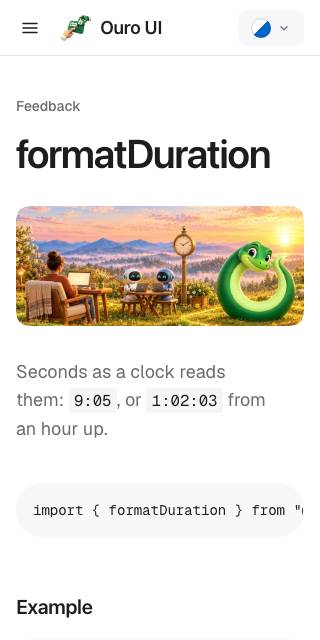 Ouro UI
Feedback
formatDuration
Seconds as a clock reads
them: 9:05, or 1:02:03 from
an hour up.
import { formatDuration } from "
Example